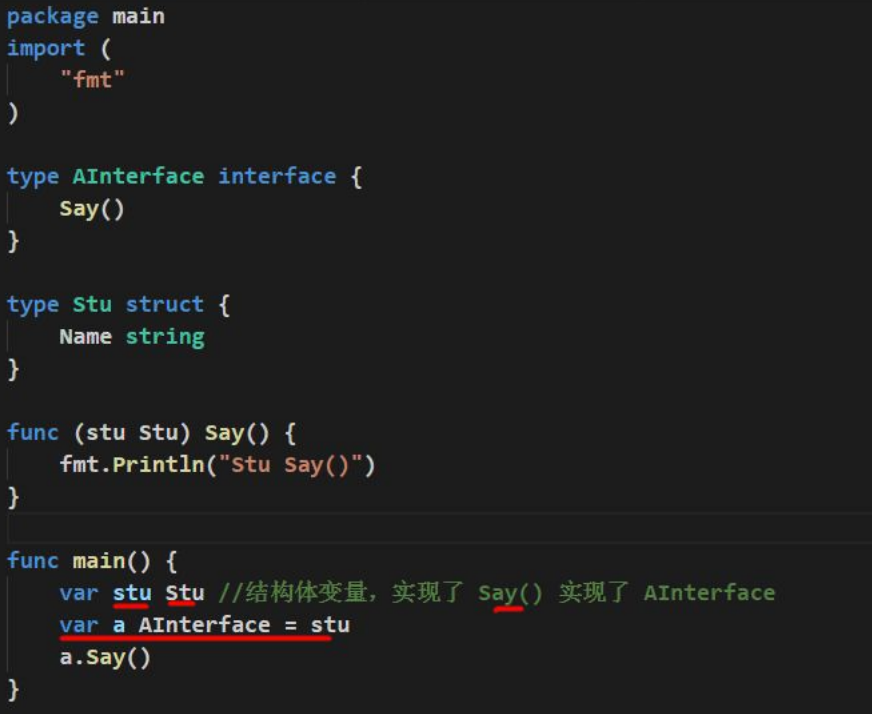 package main
import (
    "fmt"
)
type AInterface interface {
    Say()
}
type Stu struct {
    Name string
}
func (stu Stu) Say() {
    fmt.Println("Stu Say()")
}
func main() {
    var stu Stu //结构体变量，实现了 Say() 实现了 AInterface
    var a AInterface = stu
    a.Say()
}